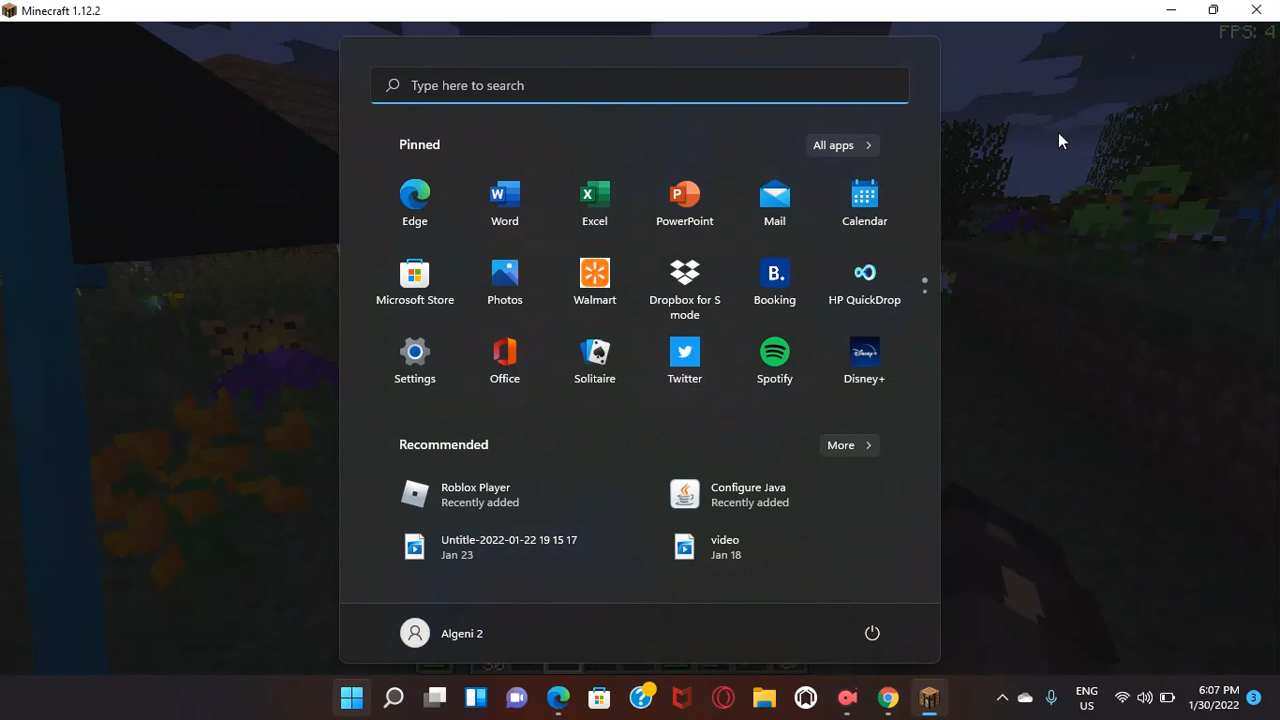 Minecraft 1.12.2
FPS: 4
Type here to search
Pinned
All apps
Edge
Word
Excel
PowerPoint
Mail
Calendar
Microsoft Store
Photos
Walmart
Dropbox for S
mode
Booking
HP QuickDrop
Settings
Office
Solitaire
Twitter
Spotify
Disney+
Recommended
More
Roblox Player
Recently added
Configure Java
Recently added
Untitle-2022-01-22 19 15 17
Jan 23
video
Jan 18
Algeni 2
ENG
US
6:07 PM
1/30/2022
3